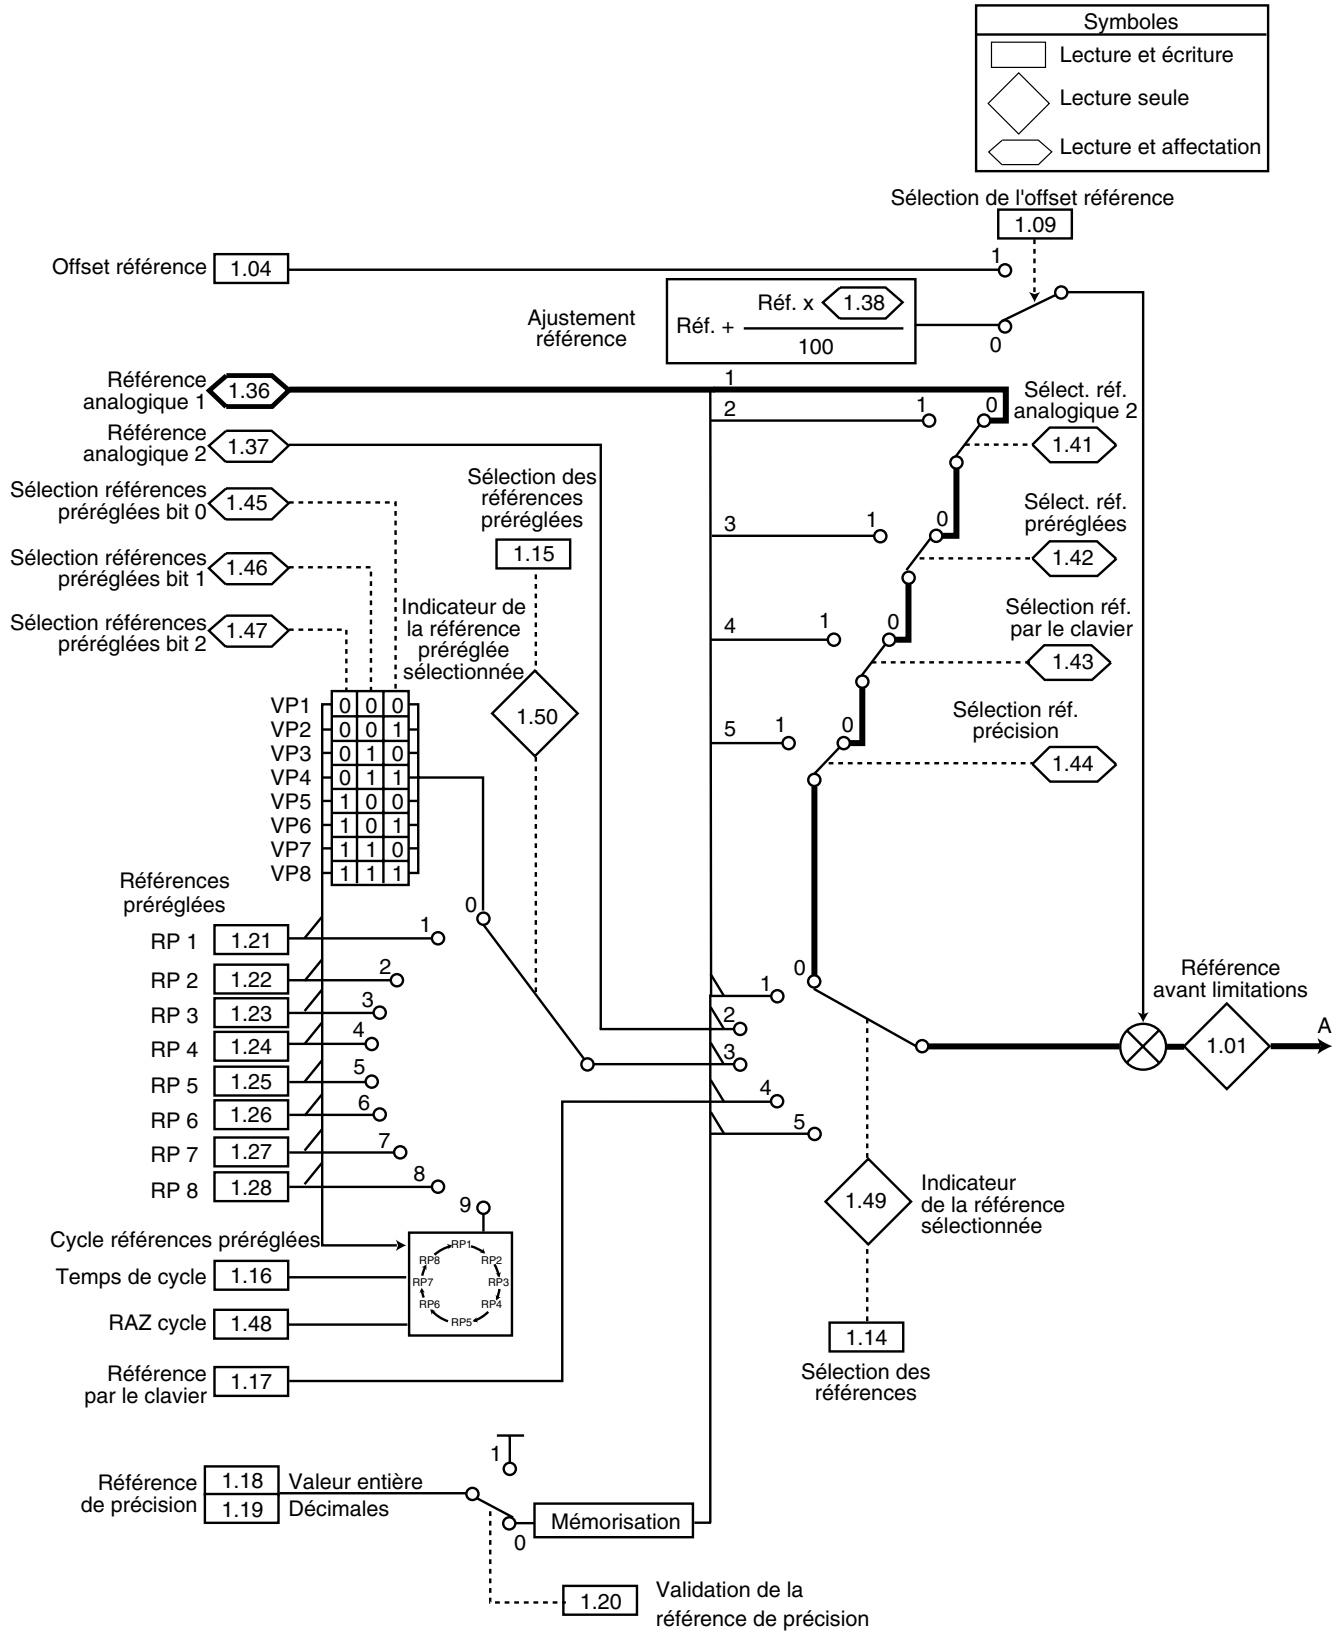 Symboles
Lecture et écriture
Lecture seule
Lecture et affectation
Sélection de l'offset référence
1.09
Offset référence 1.04
1
0
Ajustement
référence
Réf. + Réf. x 1.38
100
Référence
analogique 1
1.36
1
Référence
analogique 2
1.37
2
1
0
Sélect. réf.
analogique 2
1.41
Sélection références
préréglées bit 0
1.45
Sélection références
préréglées bit 1
1.46
Sélection références
préréglées bit 2
1.47
Sélection des
références
préréglées
1.15
Indicateur de
la référence
préréglée
sélectionnée
1.50
3
1
0
Sélect. réf.
préréglées
1.42
4
1
0
Sélection réf.
par le clavier
1.43
5
1
0
Sélection réf.
précision
1.44
VP1 0 0 0
VP2 0 0 1
VP3 0 1 0
VP4 0 1 1
VP5 1 0 0
VP6 1 0 1
VP7 1 1 0
VP8 1 1 1
Références
préréglées
0
RP 1 1.21 1
RP 2 1.22 2
RP 3 1.23 3
RP 4 1.24 4
RP 5 1.25 5
RP 6 1.26 6
RP 7 1.27 7
RP 8 1.28 8
9
0
1
2
3
4
5
Référence
avant limitations
1.01
A
1.49
Indicateur
de la référence
sélectionnée
1.14
Sélection des
références
Cycle références préréglées
RP1
RP2
RP3
RP4
RP5
RP6
RP7
RP8
Temps de cycle 1.16
RAZ cycle 1.48
Référence
par le clavier
1.17
Référence
de précision
1.18 Valeur entière
1.19 Décimales
1
0
Mémorisation
1.20
Validation de la
référence de précision